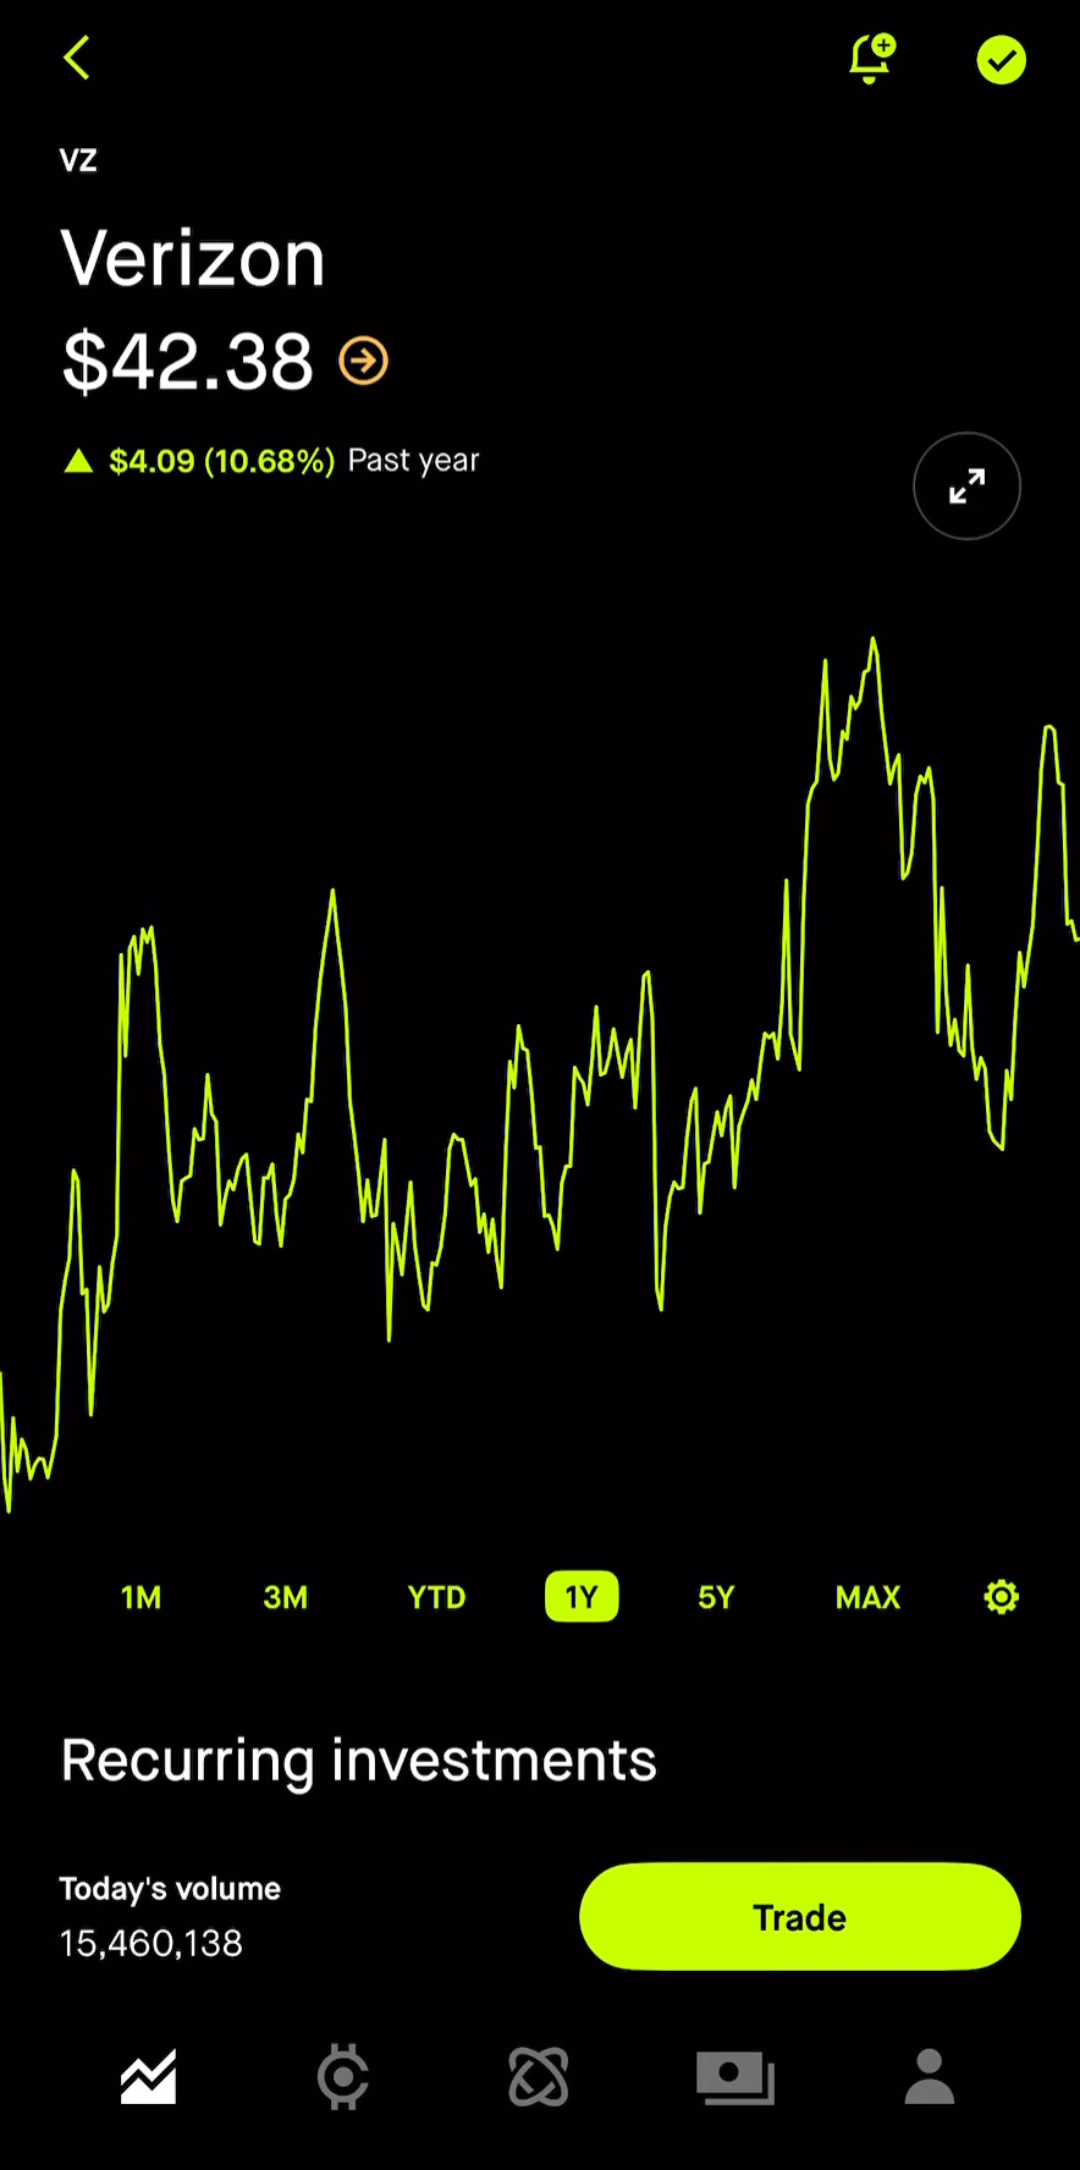 VZ
Verizon
$42.38
$4.09 (10.68%) Past year
1M 3M YTD 1Y 5Y MAX
Recurring investments
Today's volume
15,460,138
Trade